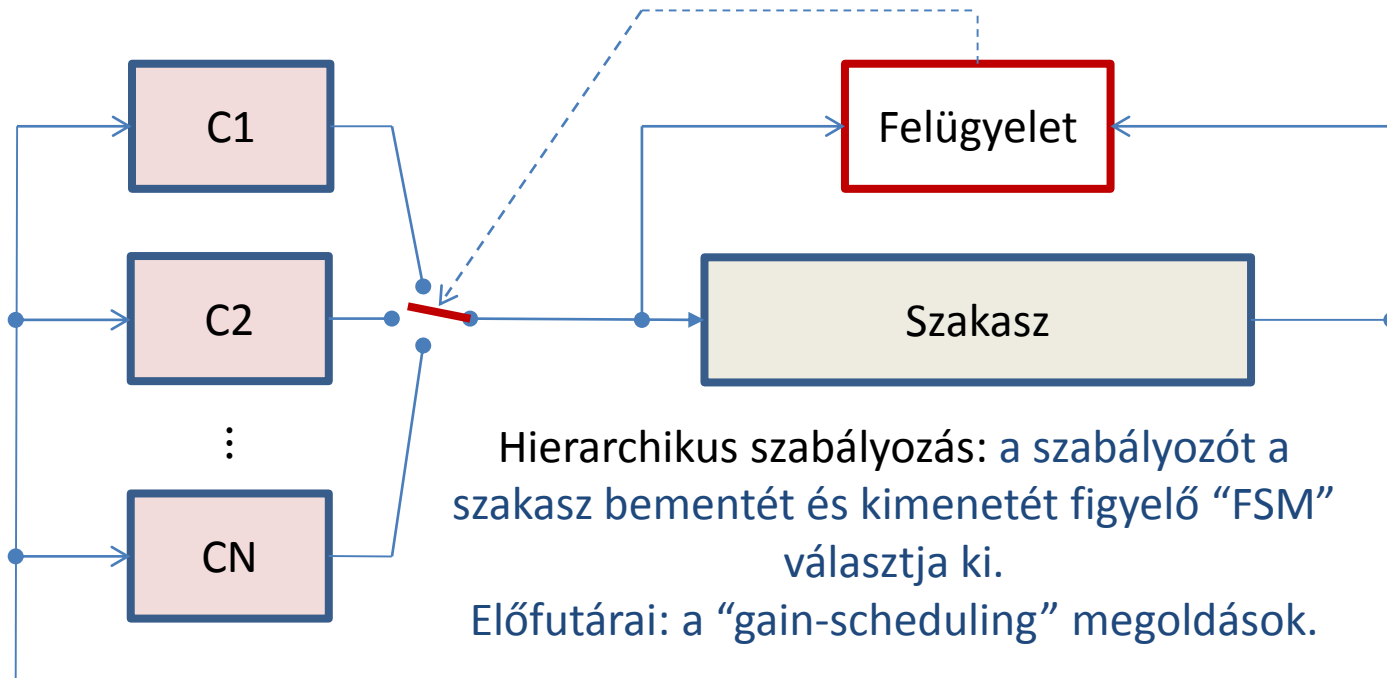 C1
Felügyelet
C2
Szakasz
⋮
CN
Hierarchikus szabályozás: a szabályozót a
szakasz bementét és kimenetét figyelő “FSM”
választja ki.
Előfutárai: a “gain-scheduling” megoldások.